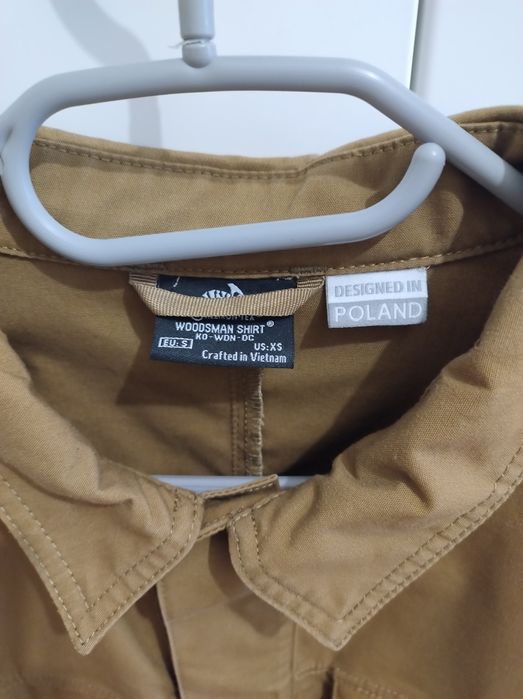 WOODSMAN SHIRT®
KO-WDN-DC
EU: S
US: XS
Crafted in Vietnam
DESIGNED IN
POLAND